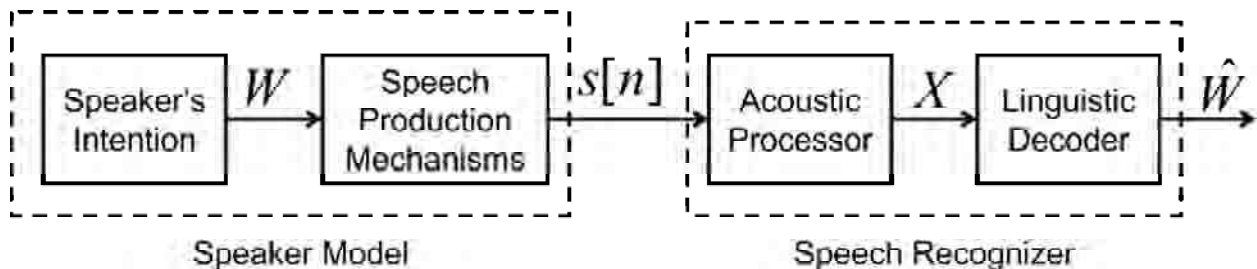 Speaker's
Intention
W
Speech
Production
Mechanisms
s[n]
Acoustic
Processor
X
Linguistic
Decoder
Ŵ
Speaker Model
Speech Recognizer